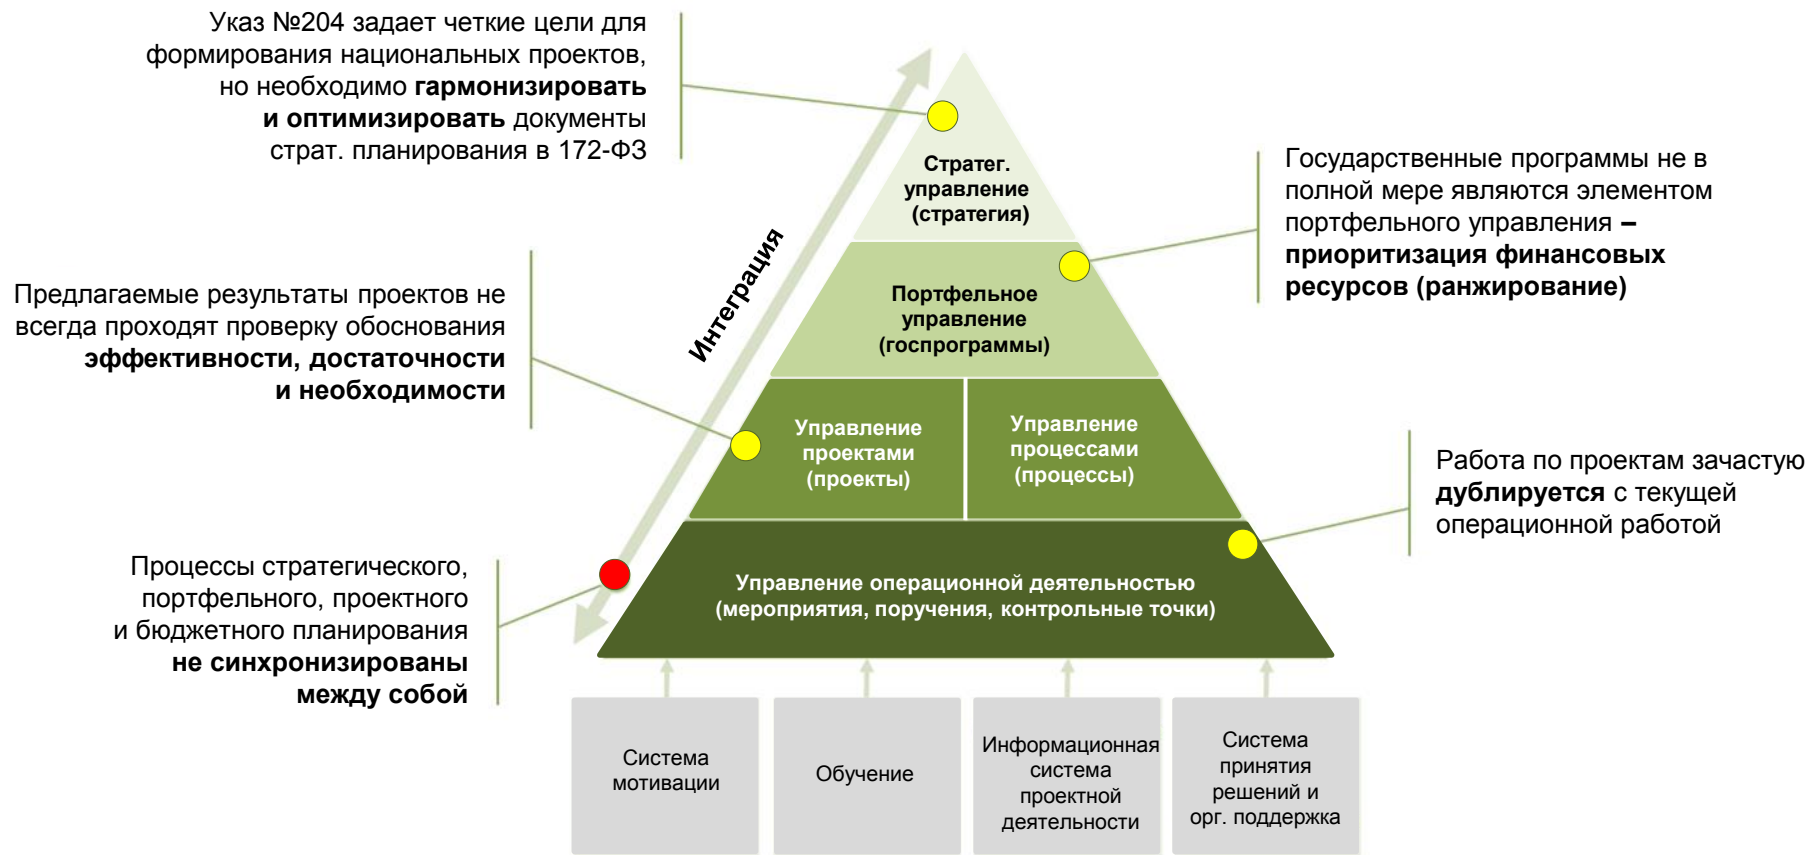 Указ №204 задает четкие цели для
формирования национальных проектов,
но необходимо гармонизировать
и оптимизировать документы
страт. планирования в 172-ФЗ
Государственные программы не в
полной мере являются элементом
портфельного управления –
приоритизация финансовых
ресурсов (ранжирование)
Предлагаемые результаты проектов не
всегда проходят проверку обоснования
эффективности, достаточности
и необходимости
Работа по проектам зачастую
дублируется с текущей
операционной работой
Процессы стратегического,
портфельного, проектного
и бюджетного планирования
не синхронизированы
между собой
Интеграция
Стратег.
управление
(стратегия)
Портфельное
управление
(госпрограммы)
Управление
проектами
(проекты)
Управление
процессами
(процессы)
Управление операционной деятельностью
(мероприятия, поручения, контрольные точки)
Система
мотивации
Обучение
Информационная
система
проектной
деятельности
Система
принятия
решений и
орг. поддержка